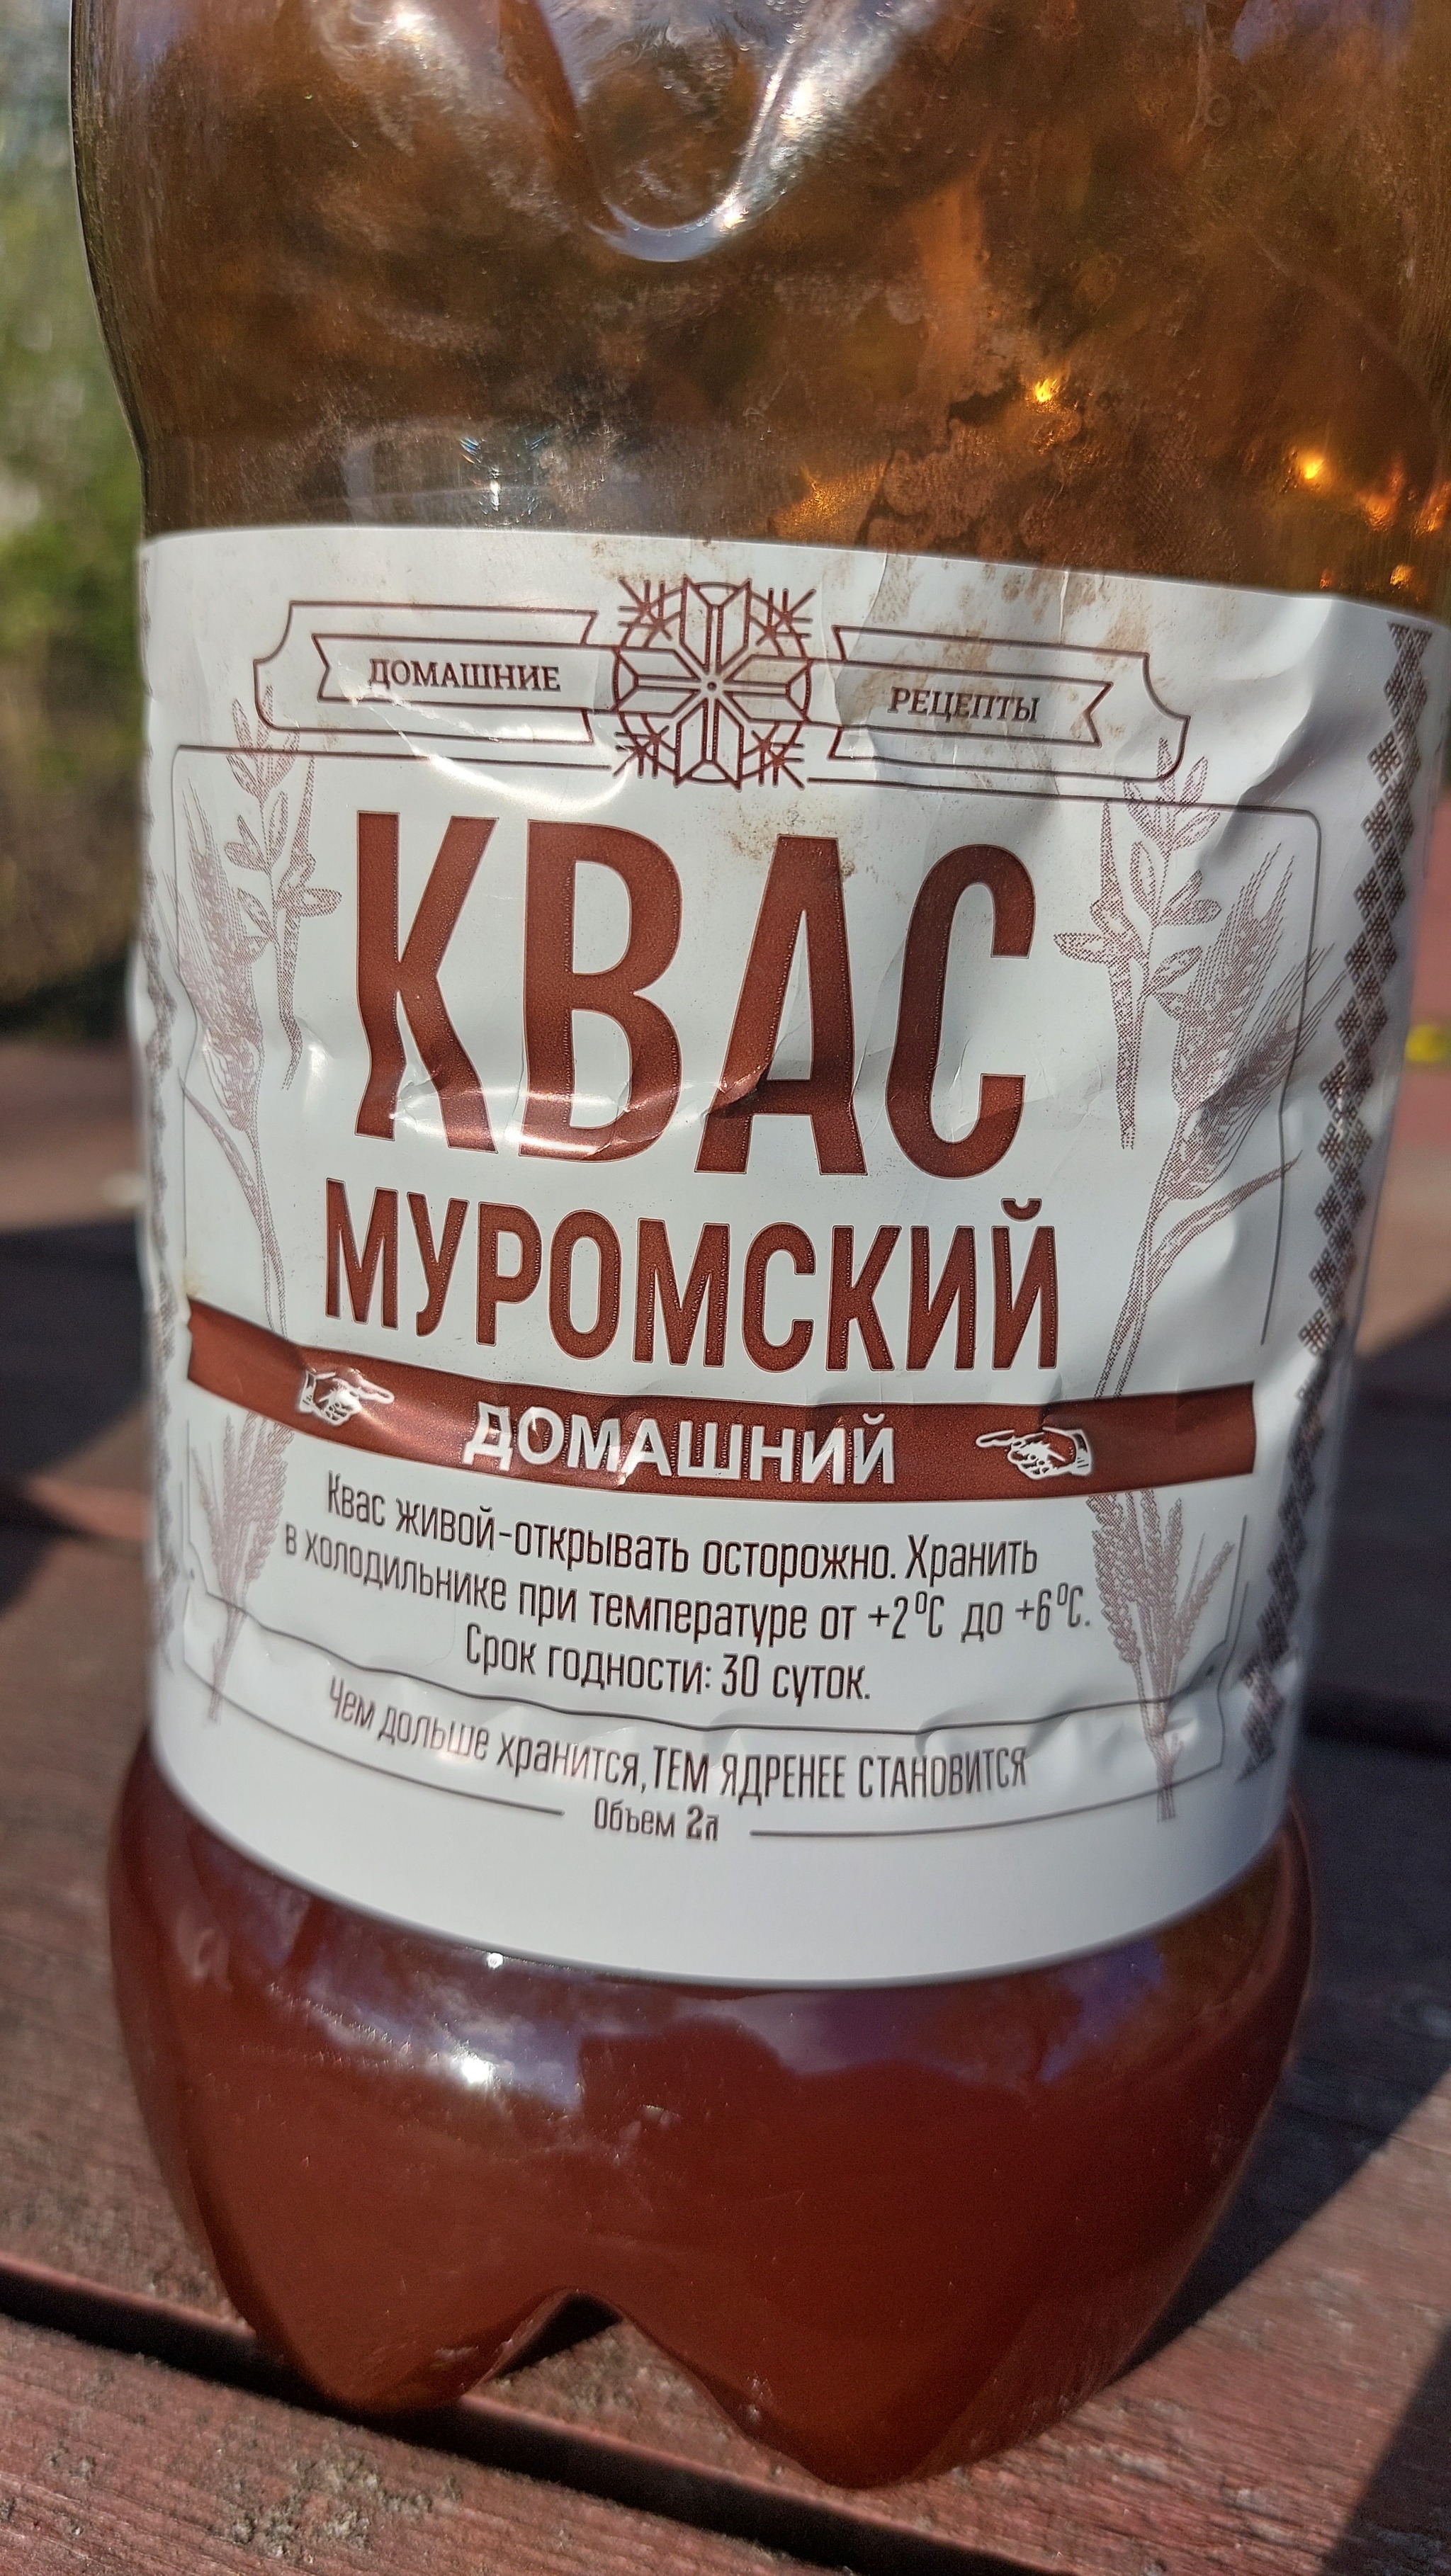 ДОМАШНИЕ РЕЦЕПТЫ
КВАС
МУРОМСКИЙ
ДОМАШНИЙ
Квас живой-открывать осторожно. Хранить
в холодильнике при температуре от +2°С до +6°С.
Срок годности: 30 суток.
Чем дольше хранится, ТЕМ ЯДРЕНЕЕ СТАНОВИТСЯ
Объем 2л